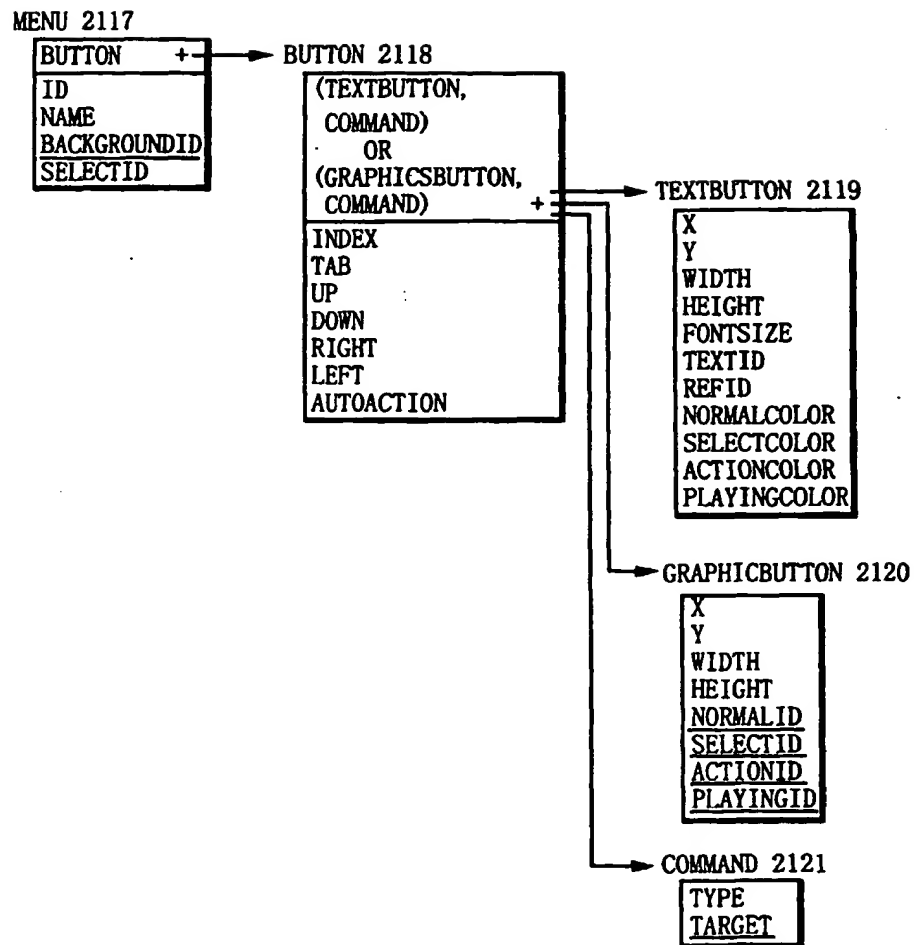 MENU 2117
BUTTON +
ID
NAME
BACKGROUNDID
SELECTID
BUTTON 2118
(TEXTBUTTON,
COMMAND)
OR
(GRAPHICSBUTTON,
COMMAND) +
INDEX
TAB
UP
DOWN
RIGHT
LEFT
AUTOACTION
TEXTBUTTON 2119
X
Y
WIDTH
HEIGHT
FONTSIZE
TEXTID
REFID
NORMALCOLOR
SELECTCOLOR
ACTIONCOLOR
PLAYINGCOLOR
GRAPHICBUTTON 2120
X
Y
WIDTH
HEIGHT
NORMALID
SELECTID
ACTIONID
PLAYINGID
COMMAND 2121
TYPE
TARGET